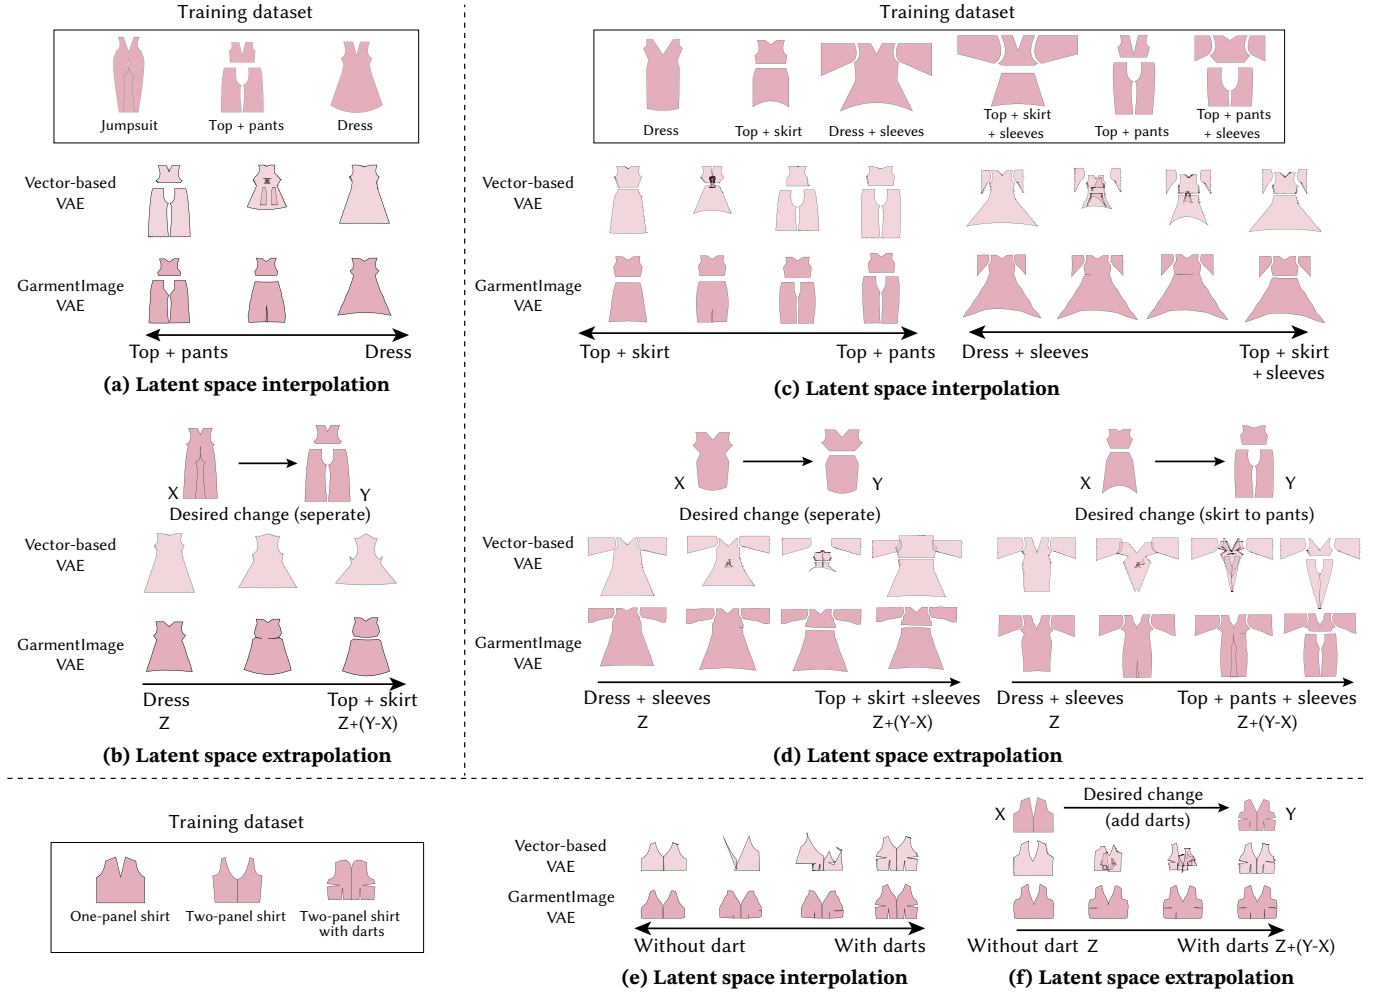 Training dataset
Jumpsuit
Top + pants
Dress
Vector-based
VAE
GarmentImage
VAE
Top + pants
Dress
(a) Latent space interpolation
X
Y
Desired change (seperate)
Vector-based
VAE
GarmentImage
VAE
Dress
Z
Top + skirt
Z+(Y-X)
(b) Latent space extrapolation
Training dataset
Dress
Top + skirt
Dress + sleeves
Top + skirt
+ sleeves
Top + pants
Top + pants
+ sleeves
Vector-based
VAE
GarmentImage
VAE
Top + skirt
Top + pants
Dress + sleeves
Top + skirt
+ sleeves
(c) Latent space interpolation
X
Y
Desired change (seperate)
X
Y
Desired change (skirt to pants)
Vector-based
VAE
GarmentImage
VAE
Dress + sleeves
Z
Top + skirt +sleeves
Z+(Y-X)
Dress + sleeves
Z
Top + pants + sleeves
Z+(Y-X)
(d) Latent space extrapolation
Training dataset
One-panel shirt
Two-panel shirt
Two-panel shirt
with darts
Vector-based
VAE
GarmentImage
VAE
Without dart
With darts
(e) Latent space interpolation
X
Desired change
(add darts)
Y
Without dart Z
With darts Z+(Y-X)
(f) Latent space extrapolation